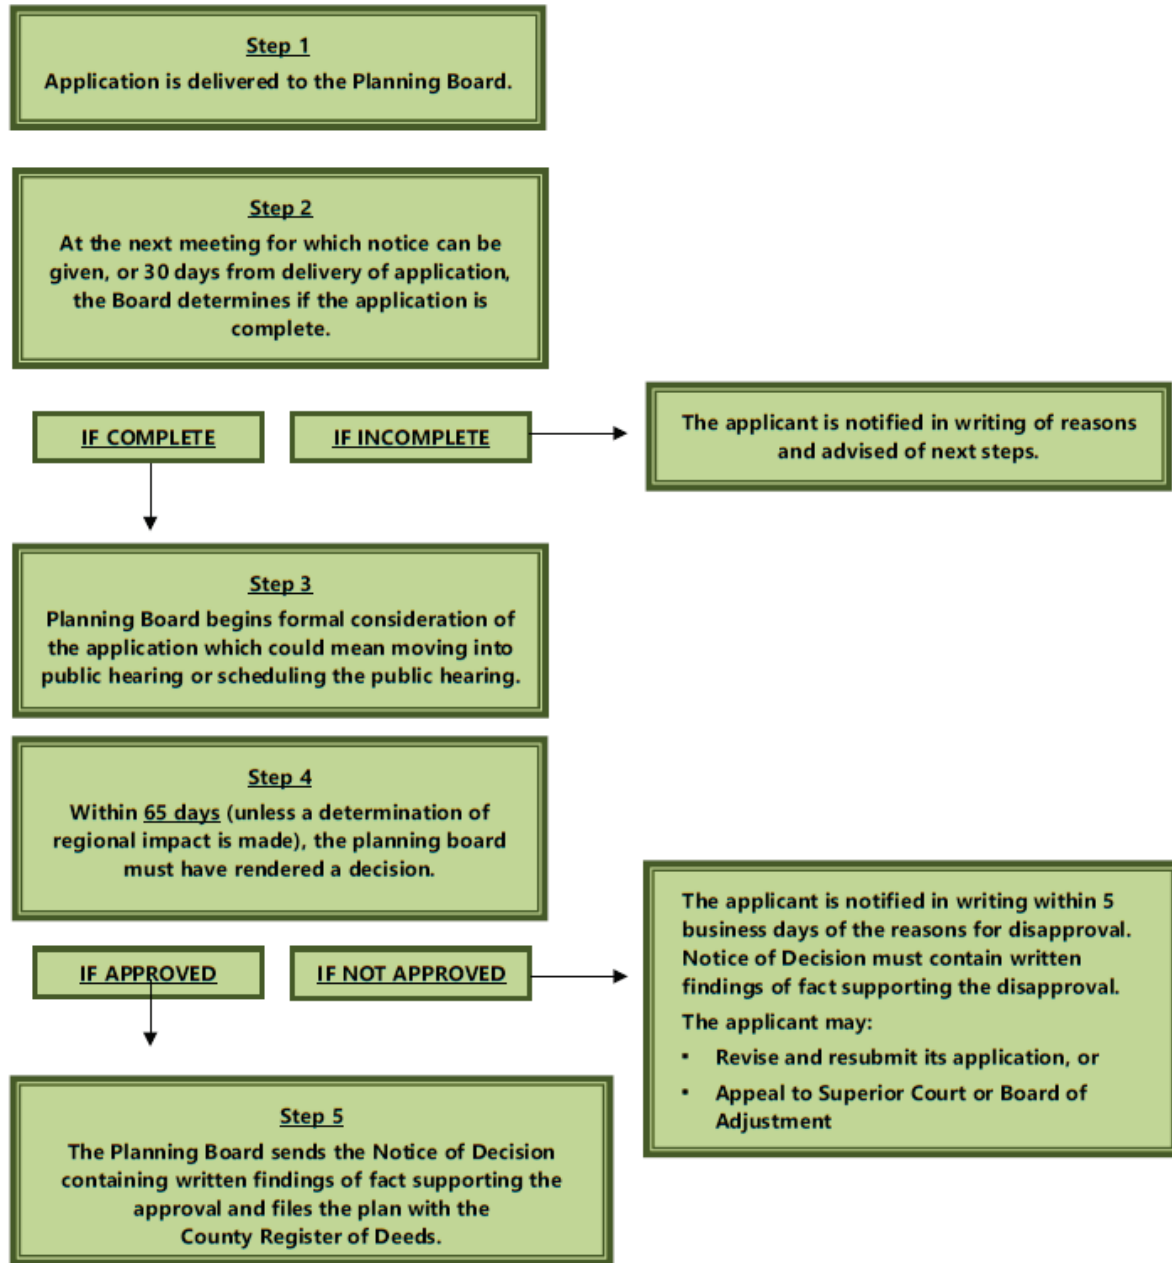 Step 1
Application is delivered to the Planning Board.
Step 2
At the next meeting for which notice can be
given, or 30 days from delivery of application,
the Board determines if the application is
complete.
IF COMPLETE
IF INCOMPLETE
The applicant is notified in writing of reasons
and advised of next steps.
Step 3
Planning Board begins formal consideration of
the application which could mean moving into
public hearing or scheduling the public hearing.
Step 4
Within 65 days (unless a determination of
regional impact is made), the planning board
must have rendered a decision.
IF APPROVED
IF NOT APPROVED
The applicant is notified in writing within 5
business days of the reasons for disapproval.
Notice of Decision must contain written
findings of fact supporting the disapproval.
The applicant may:
▪ Revise and resubmit its application, or
▪ Appeal to Superior Court or Board of
Adjustment
Step 5
The Planning Board sends the Notice of Decision
containing written findings of fact supporting the
approval and files the plan with the
County Register of Deeds.